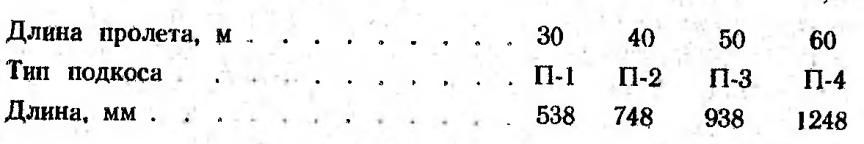 Длина пролета, м . . . . . . . . . . 30 40 50 60
Тип подкоса . . . . . . . . . П-1 П-2 П-3 П-4
Длина, мм . . . . . . . . . . . 538 748 938 1248